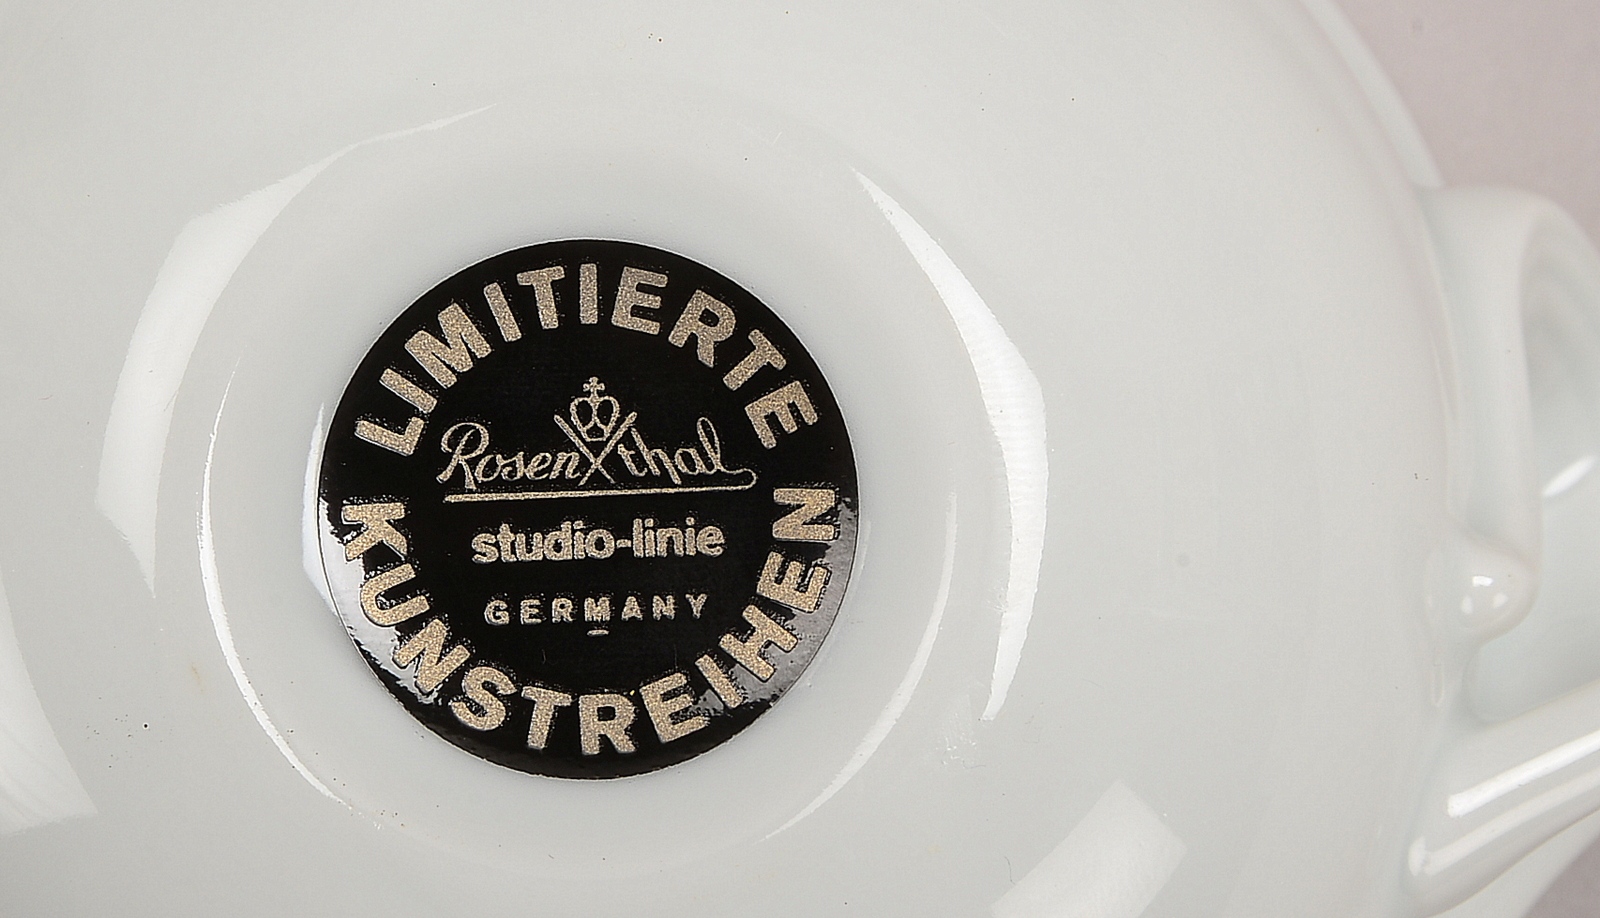 LIMITIERTE
Rosenthal
studio-linie
GERMANY
KUNSTREIHEN